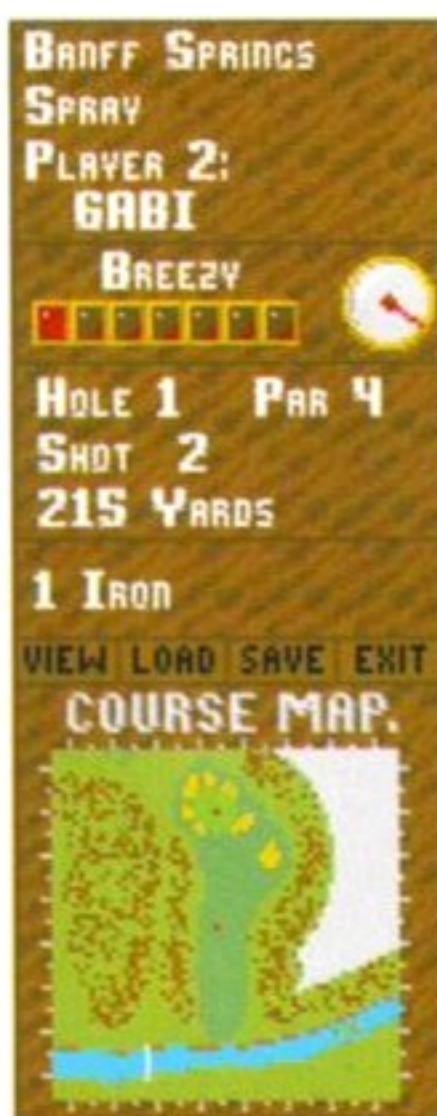 BANFF SPRINGS
SPRAY
PLAYER 2:
GABI
BREEZY
HOLE 1 PAR 4
SHOT 2
215 YARDS
1 IRON
VIEW LOAD SAVE EXIT
COURSE MAP.